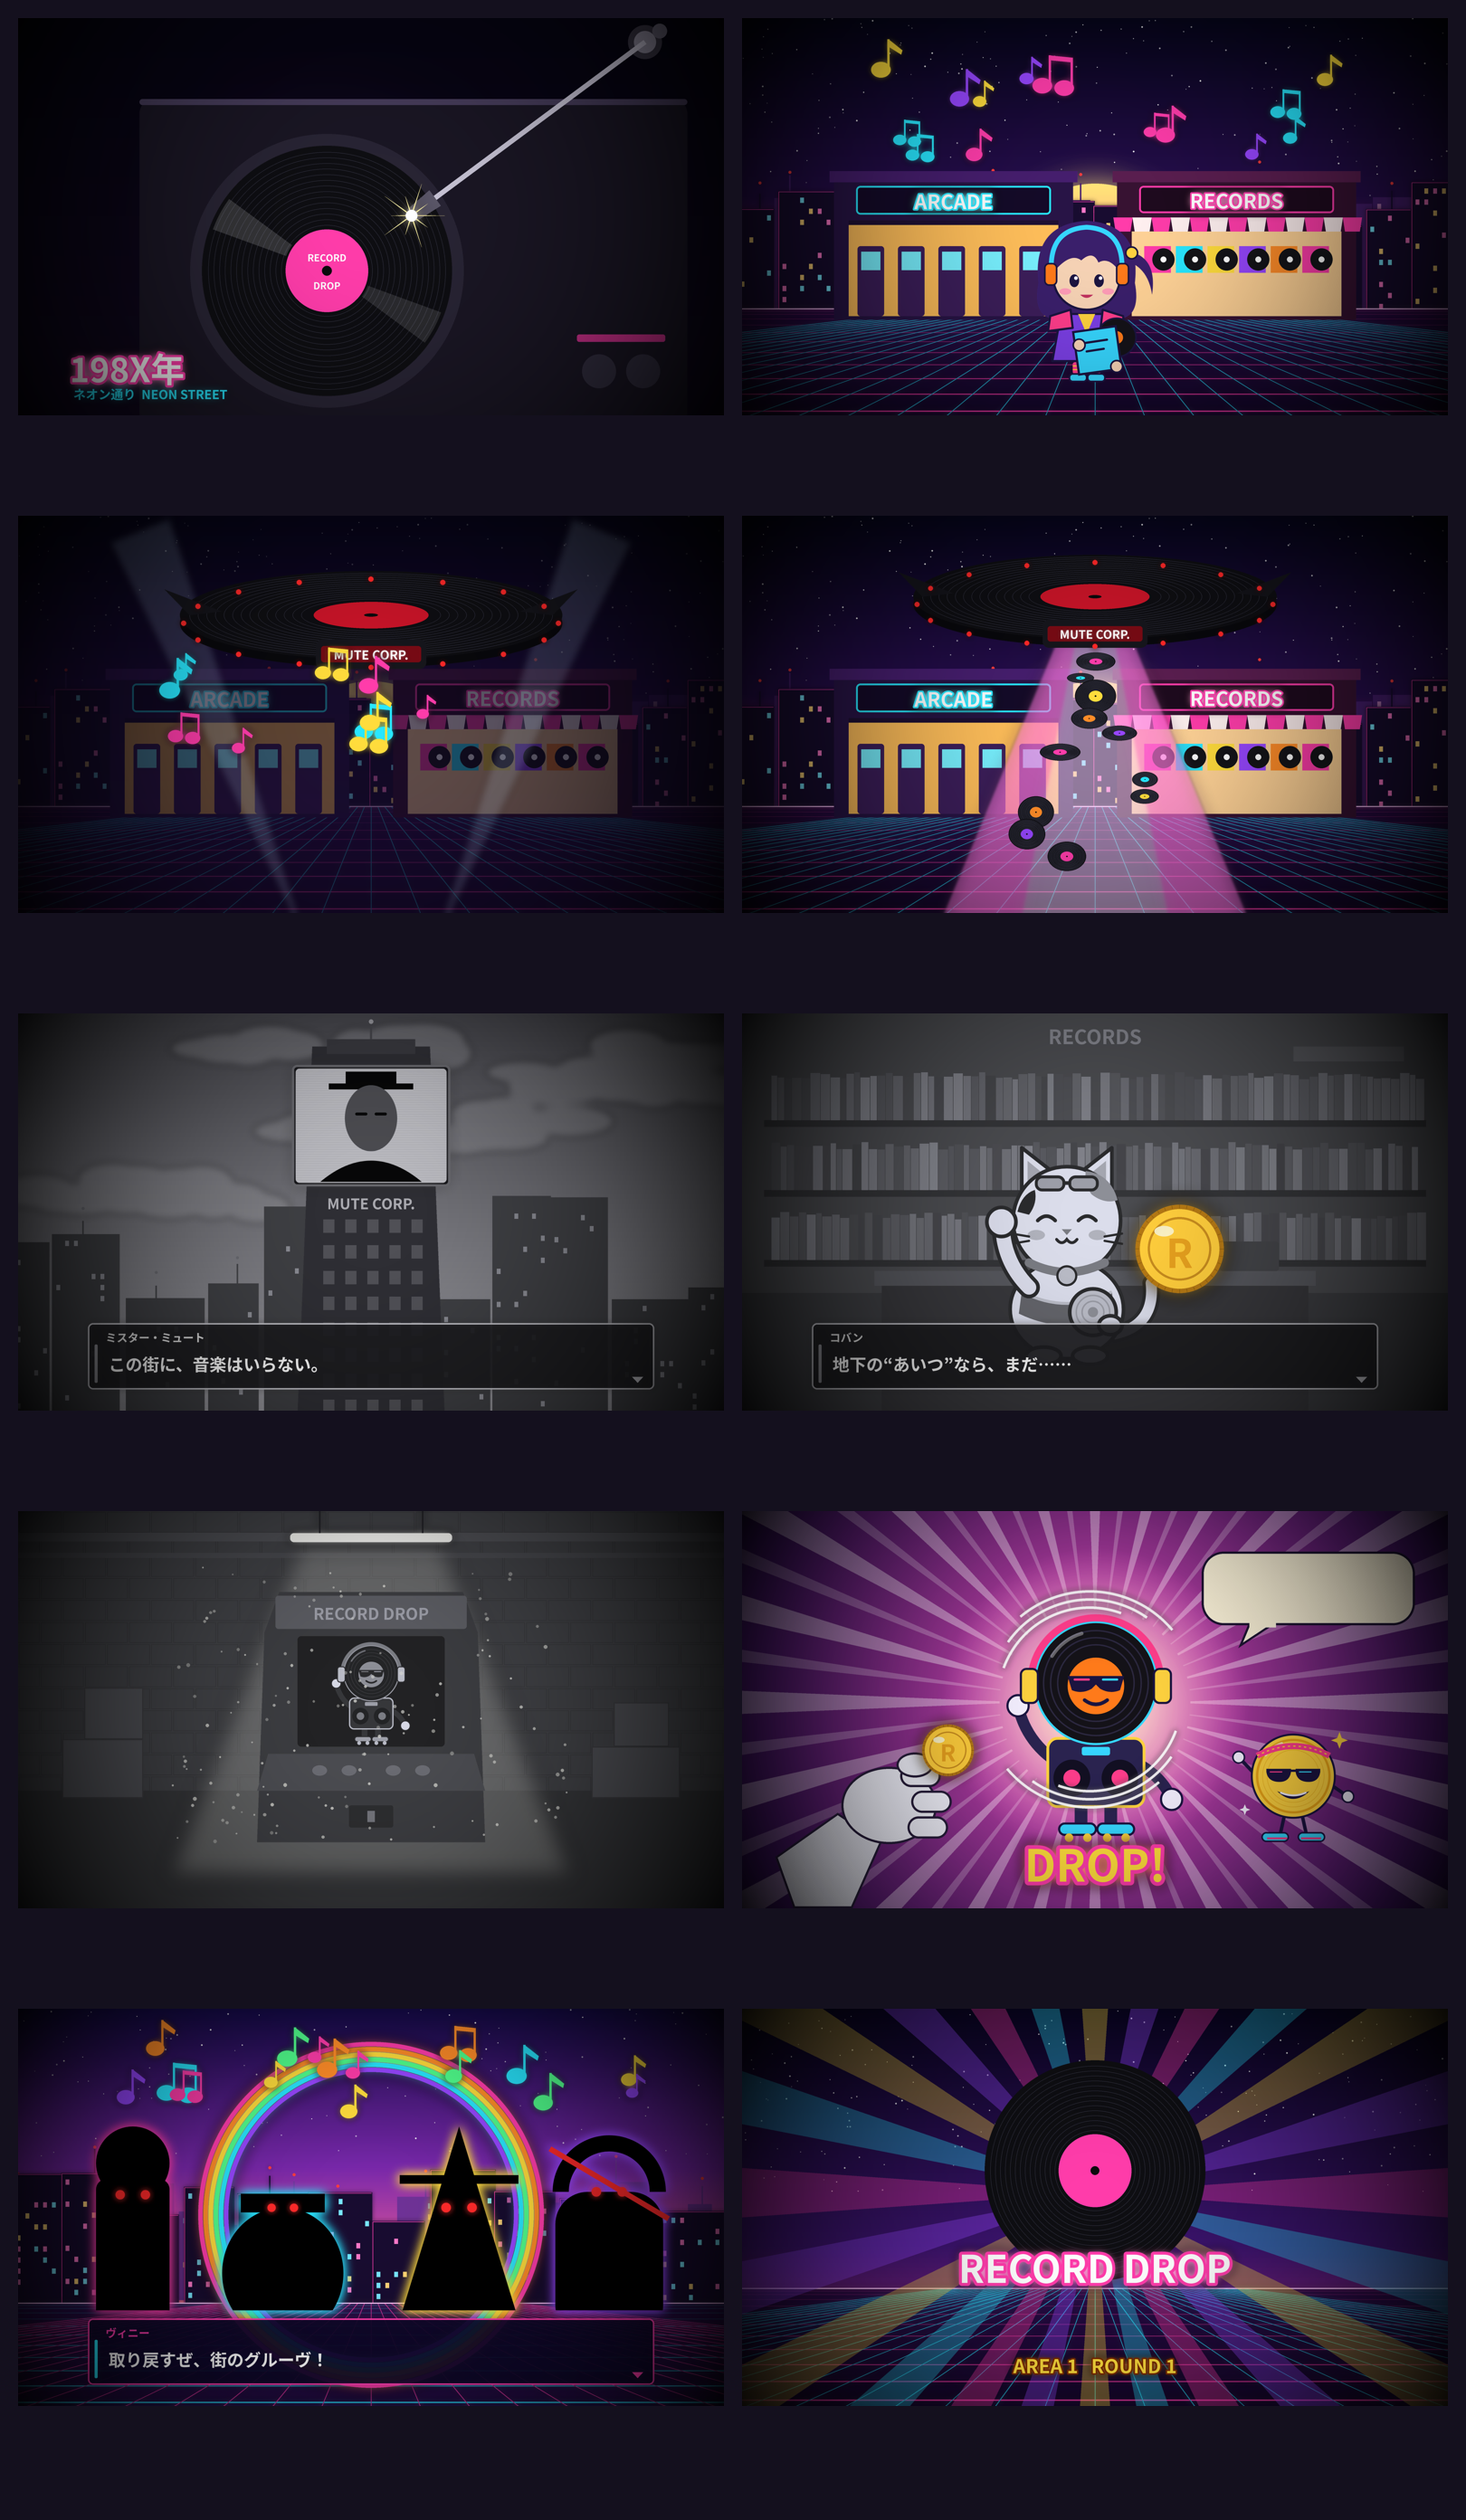 RECORD
DROP
198X年
ネオン通り NEON STREET
ARCADE
RECORDS
MUTE CORP.
ARCADE
RECORDS
MUTE CORP.
ARCADE
RECORDS
MUTE CORP.
ミスター・ミュート
この街に、音楽はいらない。
RECORDS
R
コバン
地下の“あいつ”なら、まだ……
RECORD DROP
R
DROP!
ヴィニー
取り戻すぜ、街のグルーヴ！
RECORD DROP
AREA 1 ROUND 1